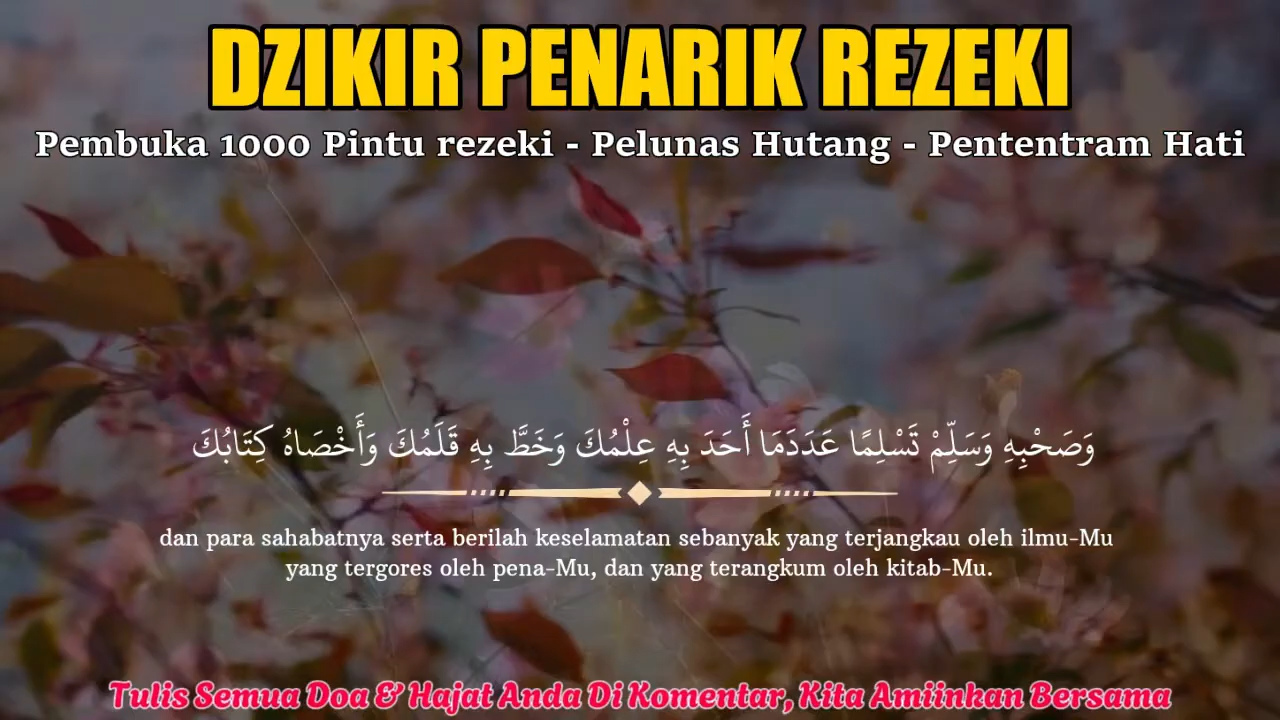 DZIKIR PENARIK REZEKI
Pembuka 1000 Pintu rezeki - Pelunas Hutang - Pententram Hati
وَصَحْبِهِ وَسَلِّمْ تَسْلِمًا عَدَدَمَا أَحَدَ بِهِ عِلْمُكَ وَخَطَّ بِهِ قَلَمُكَ وَأَخْصَاهُ كِتَابُكَ
dan para sahabatnya serta berilah keselamatan sebanyak yang terjangkau oleh ilmu-Mu
yang tergores oleh pena-Mu, dan yang terangkum oleh kitab-Mu.
Tulis Semua Doa & Hajat Anda Di Komentar, Kita Amiinkan Bersama